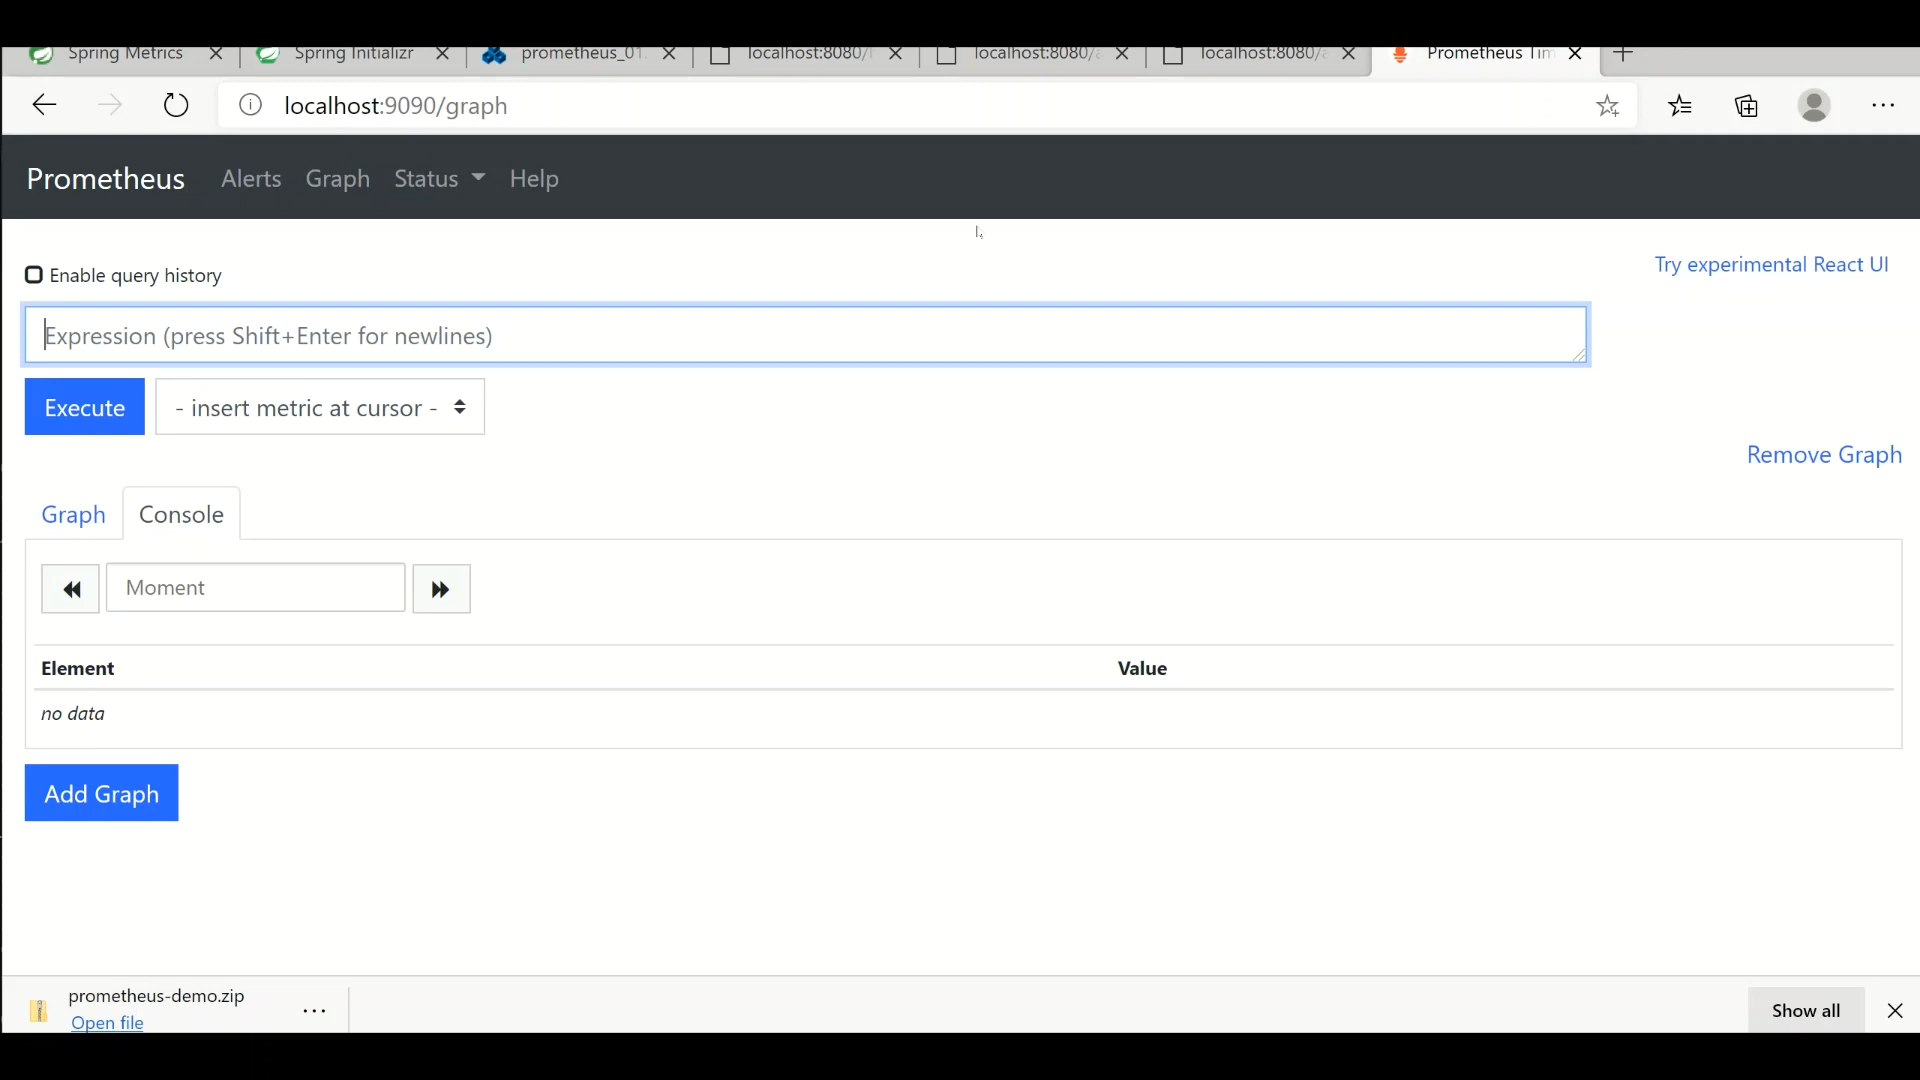 Spring Metrics
Spring Initializr
prometheus_01
localhost:8080/
localhost:8080/a
localhost:8080/a
Prometheus Tim
localhost:9090/graph
Prometheus Alerts Graph Status Help
Enable query history
Try experimental React UI
Expression (press Shift+Enter for newlines)
Execute
- insert metric at cursor -
Remove Graph
Graph
Console
Moment
Element Value
no data
Add Graph
prometheus-demo.zip
Open file
Show all